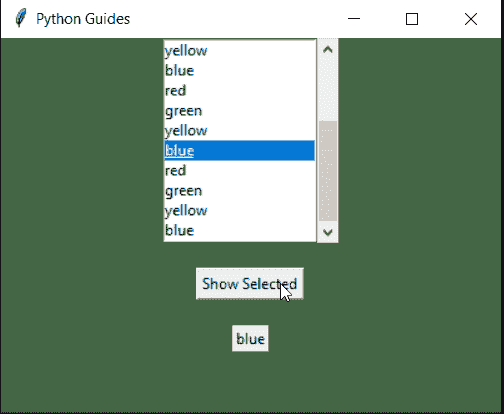 Python Guides
yellow
blue
red
green
yellow
blue
red
green
yellow
blue
Show Selected
blue